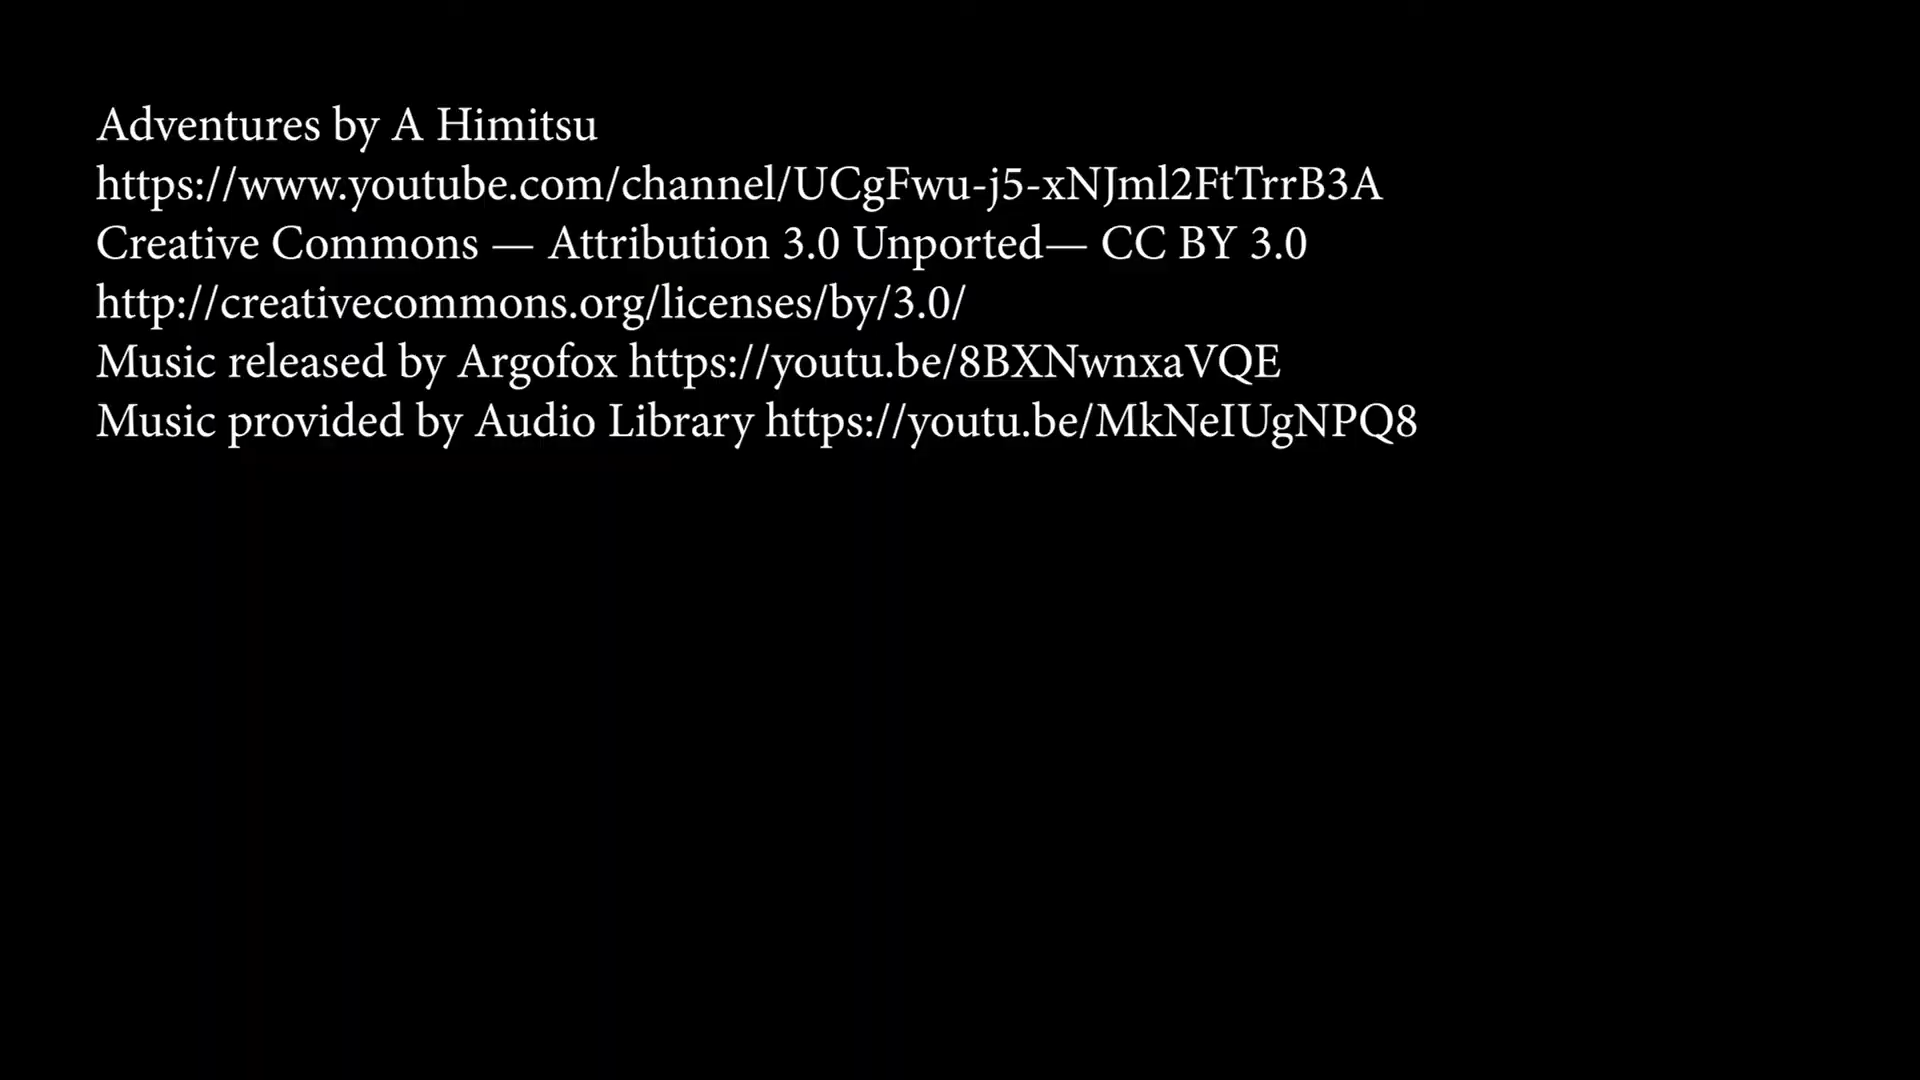 Adventures by A Himitsu
https://www.youtube.com/channel/UCgFwu-j5-xNJml2FtTrrB3A
Creative Commons — Attribution 3.0 Unported— CC BY 3.0
http://creativecommons.org/licenses/by/3.0/
Music released by Argofox https://youtu.be/8BXNwnxaVQE
Music provided by Audio Library https://youtu.be/MkNeIUgNPQ8